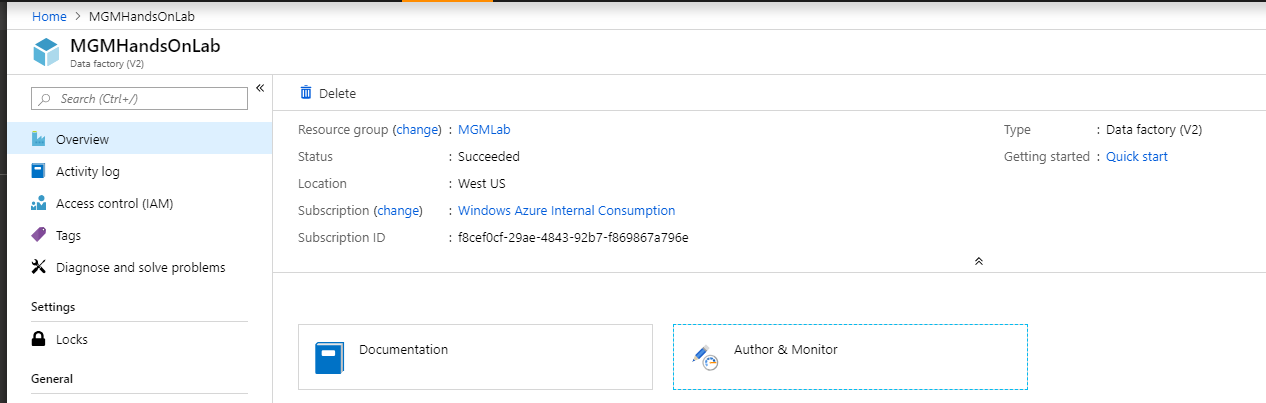 Home > MGMHandsOnLab
MGMHandsOnLab
Data factory (V2)
Search (Ctrl+/)
«
Overview
Activity log
Access control (IAM)
Tags
Diagnose and solve problems
Settings
Locks
General
Delete
Resource group (change) : MGMLab
Status : Succeeded
Location : West US
Subscription (change) : Windows Azure Internal Consumption
Subscription ID : f8cef0cf-29ae-4843-92b7-f869867a796e
Type : Data factory (V2)
Getting started : Quick start
Documentation
Author & Monitor